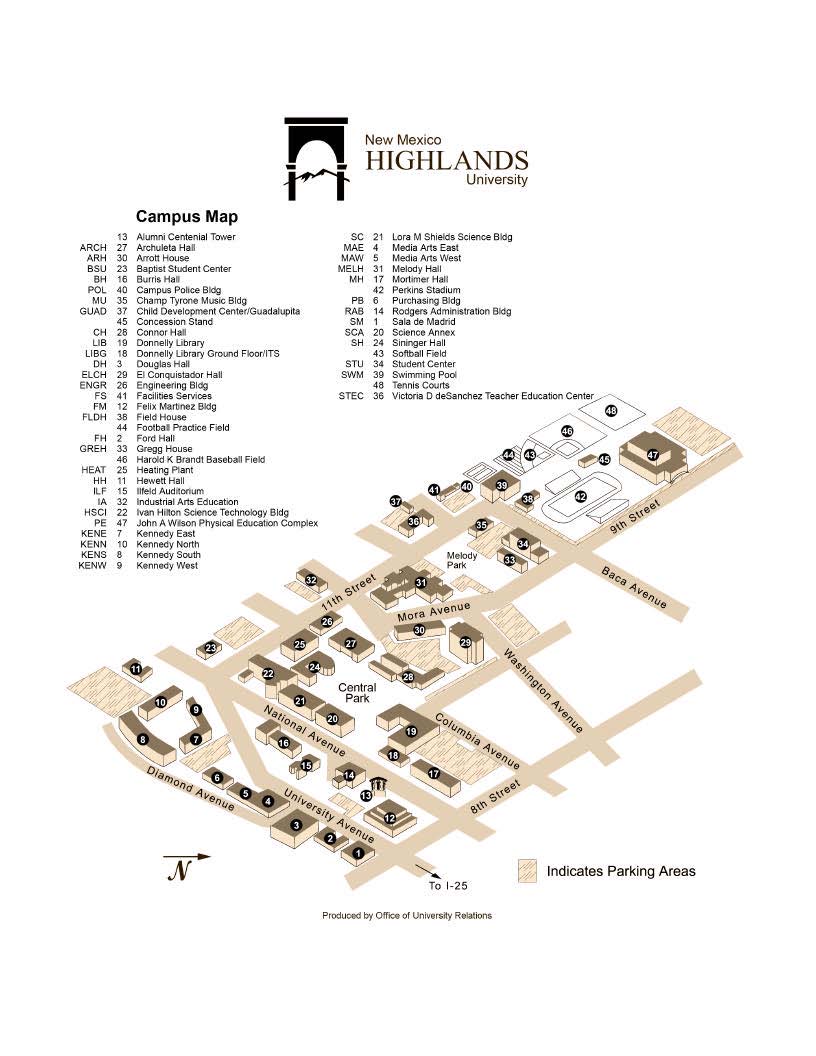 New Mexico
HIGHLANDS
University
Campus Map
13 Alumni Centenial Tower
ARCH 27 Archuleta Hall
ARH 30 Arrott House
BSU 23 Baptist Student Center
BH 16 Burris Hall
POL 40 Campus Police Bldg
MU 35 Champ Tyrone Music Bldg
GUAD 37 Child Development Center/Guadalupita
45 Concession Stand
CH 28 Connor Hall
LIB 19 Donnelly Library
LIBG 18 Donnelly Library Ground Floor/ITS
DH 3 Douglas Hall
ELCH 29 El Conquistador Hall
ENGR 26 Engineering Bldg
FS 41 Facilities Services
FM 12 Felix Martinez Bldg
FLDH 38 Field House
44 Football Practice Field
FH 2 Ford Hall
GREH 33 Gregg House
46 Harold K Brandt Baseball Field
HEAT 25 Heating Plant
HH 11 Hewett Hall
ILF 15 Ilfeld Auditorium
IA 32 Industrial Arts Education
HSCI 22 Ivan Hilton Science Technology Bldg
PE 47 John A Wilson Physical Education Complex
KENE 7 Kennedy East
KENN 10 Kennedy North
KENS 8 Kennedy South
KENW 9 Kennedy West
SC 21 Lora M Shields Science Bldg
MAE 4 Media Arts East
MAW 5 Media Arts West
MELH 31 Melody Hall
MH 17 Mortimer Hall
42 Perkins Stadium
PB 6 Purchasing Bldg
RAB 14 Rodgers Administration Bldg
SM 1 Sala de Madrid
SCA 20 Science Annex
SH 24 Sininger Hall
43 Softball Field
STU 34 Student Center
SWM 39 Swimming Pool
48 Tennis Courts
STEC 36 Victoria D deSanchez Teacher Education Center
48
46
44
43
45
47
41
40
39
42
37
38
36
35
34
33
9th Street
Melody
Park
Baca Avenue
32
31
11th Street
Mora Avenue
26
30
29
27
25
23
24
28
22
11
Washington Avenue
Central
Park
10
9
21
20
19
National Avenue
Columbia Avenue
8
7
16
18
15
14
17
13
Diamond Avenue
6
5
4
University Avenue
8th Street
12
3
2
1
N
To I-25
Indicates Parking Areas
Produced by Office of University Relations